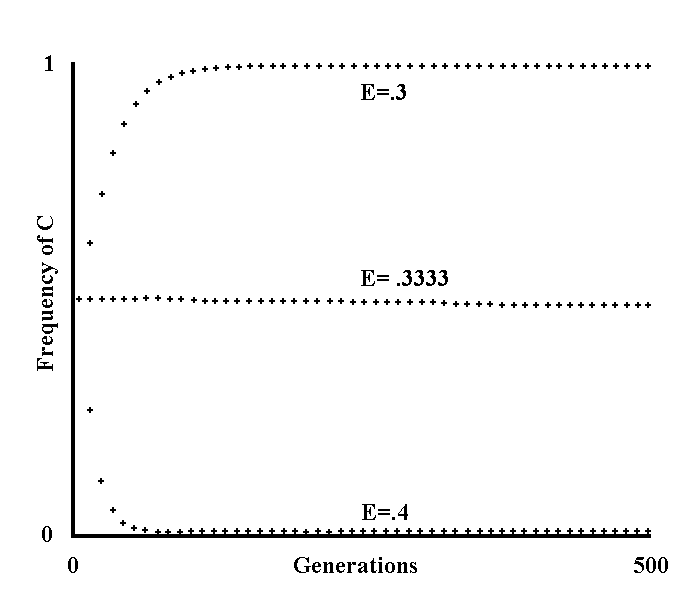 1
E=.3
Frequency of C
E= .3333
E=.4
0
0
Generations
500